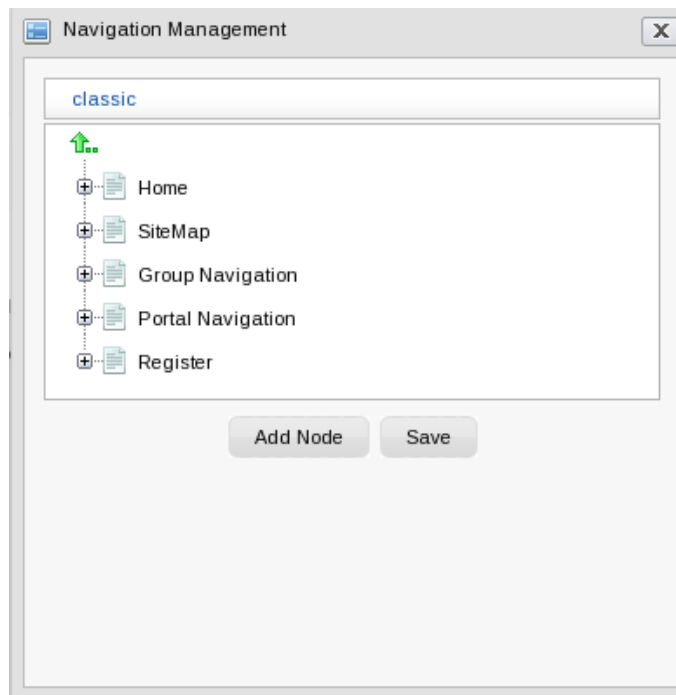 Navigation Management
classic
Home
SiteMap
Group Navigation
Portal Navigation
Register
Add Node Save